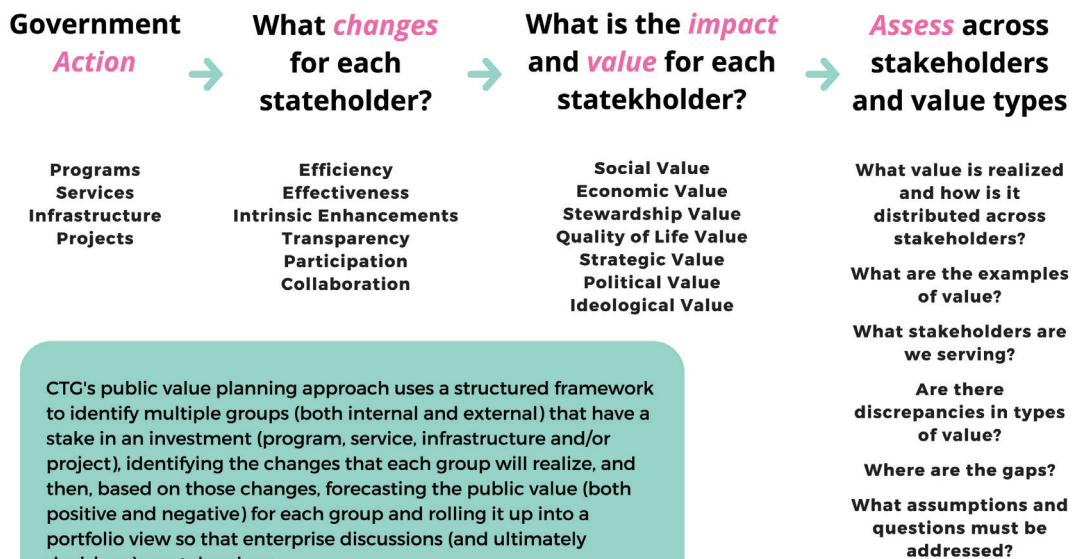 Government
Action
Programs
Services
Infrastructure
Projects
What changes
for each
stateholder?
Efficiency
Effectiveness
Intrinsic Enhancements
Transparency
Participation
Collaboration
What is the impact
and value for each
statekholder?
Social Value
Economic Value
Stewardship Value
Quality of Life Value
Strategic Value
Political Value
Ideological Value
Assess across
stakeholders
and value types
What value is realized
and how is it
distributed across
stakeholders?
What are the examples
of value?
What stakeholders are
we serving?
Are there
discrepancies in types
of value?
Where are the gaps?
What assumptions and
questions must be
addressed?
CTG's public value planning approach uses a structured framework
to identify multiple groups (both internal and external) that have a
stake in an investment (program, service, infrastructure and/or
project), identifying the changes that each group will realize, and
then, based on those changes, forecasting the public value (both
positive and negative) for each group and rolling it up into a
portfolio view so that enterprise discussions (and ultimately